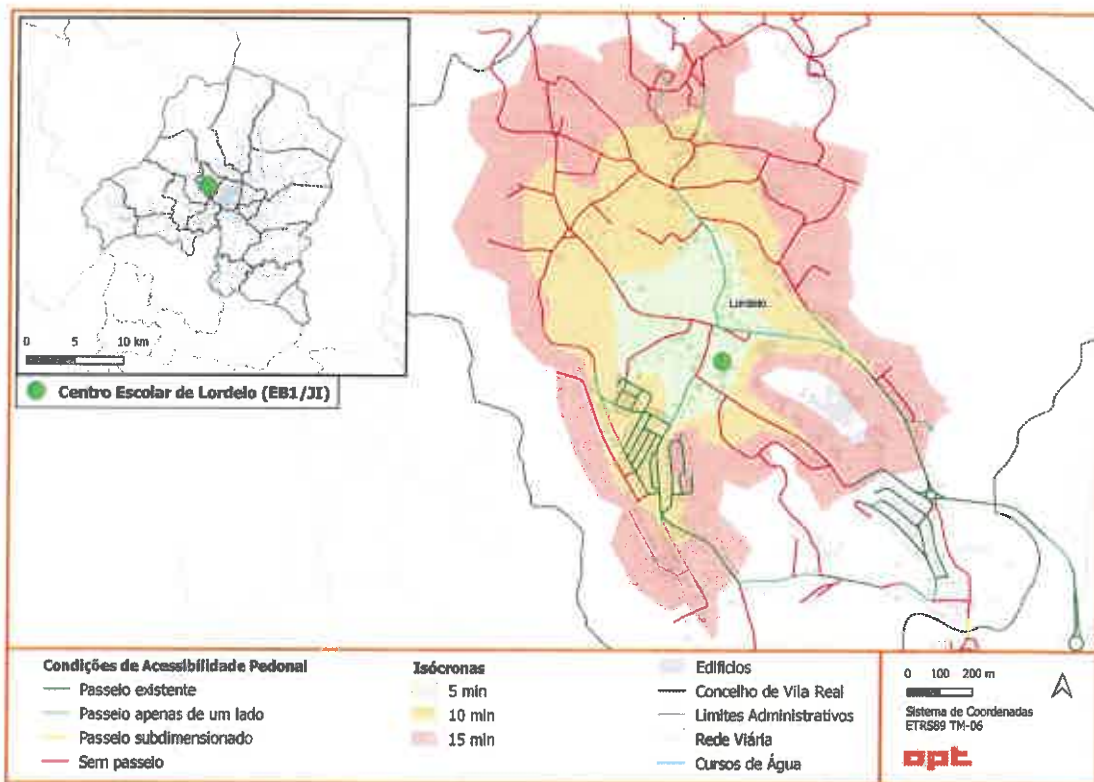 0 5 10 km
Centro Escolar de Lordelo (EB1/JI)
Lordelo
Condições de Acessibilidade Pedonal
Passeio existente
Passeio apenas de um lado
Passeio subdimensionado
Sem passeio
Isócronas
5 min
10 min
15 min
Edifícios
Concelho de Vila Real
Limites Administrativos
Rede Viária
Cursos de Água
0 100 200 m
Sistema de Coordenadas
ETRS89 TM-06
opt